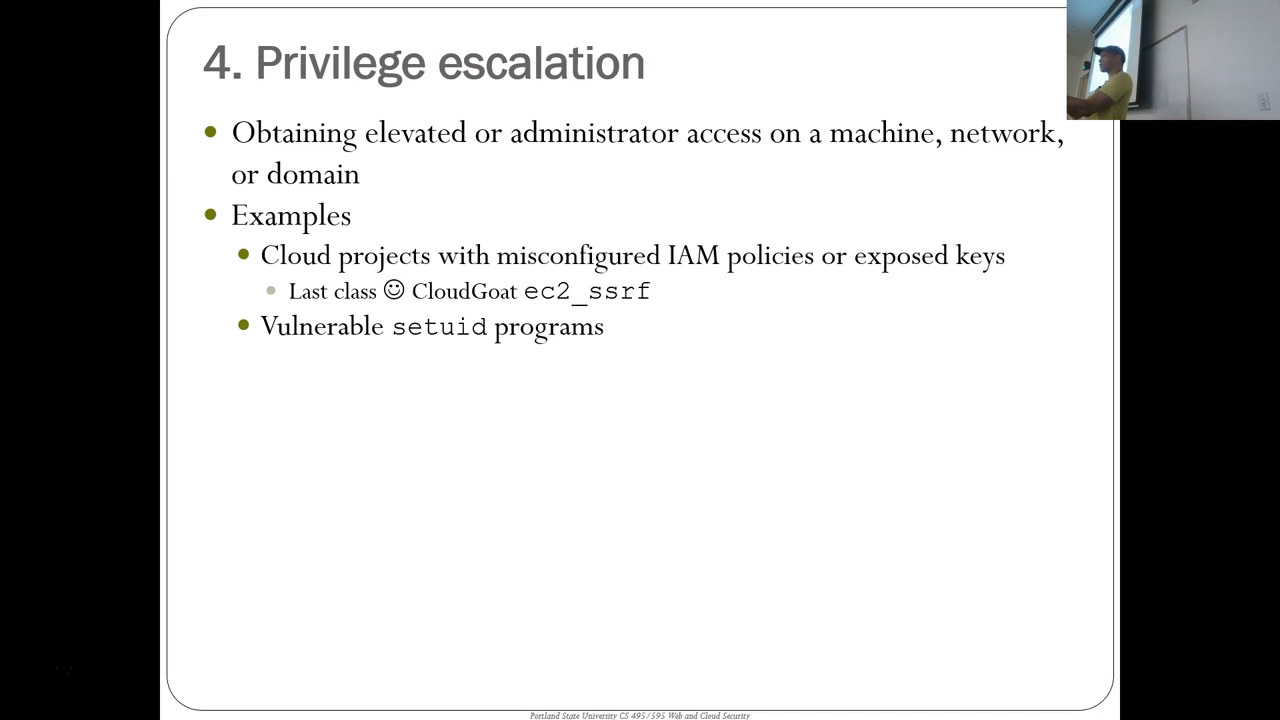 4. Privilege escalation
• Obtaining elevated or administrator access on a machine, network,
or domain
• Examples
• Cloud projects with misconfigured IAM policies or exposed keys
• Last class ☺ CloudGoat ec2_ssrf
• Vulnerable setuid programs
Portland State University CS 495/595 Web and Cloud Security